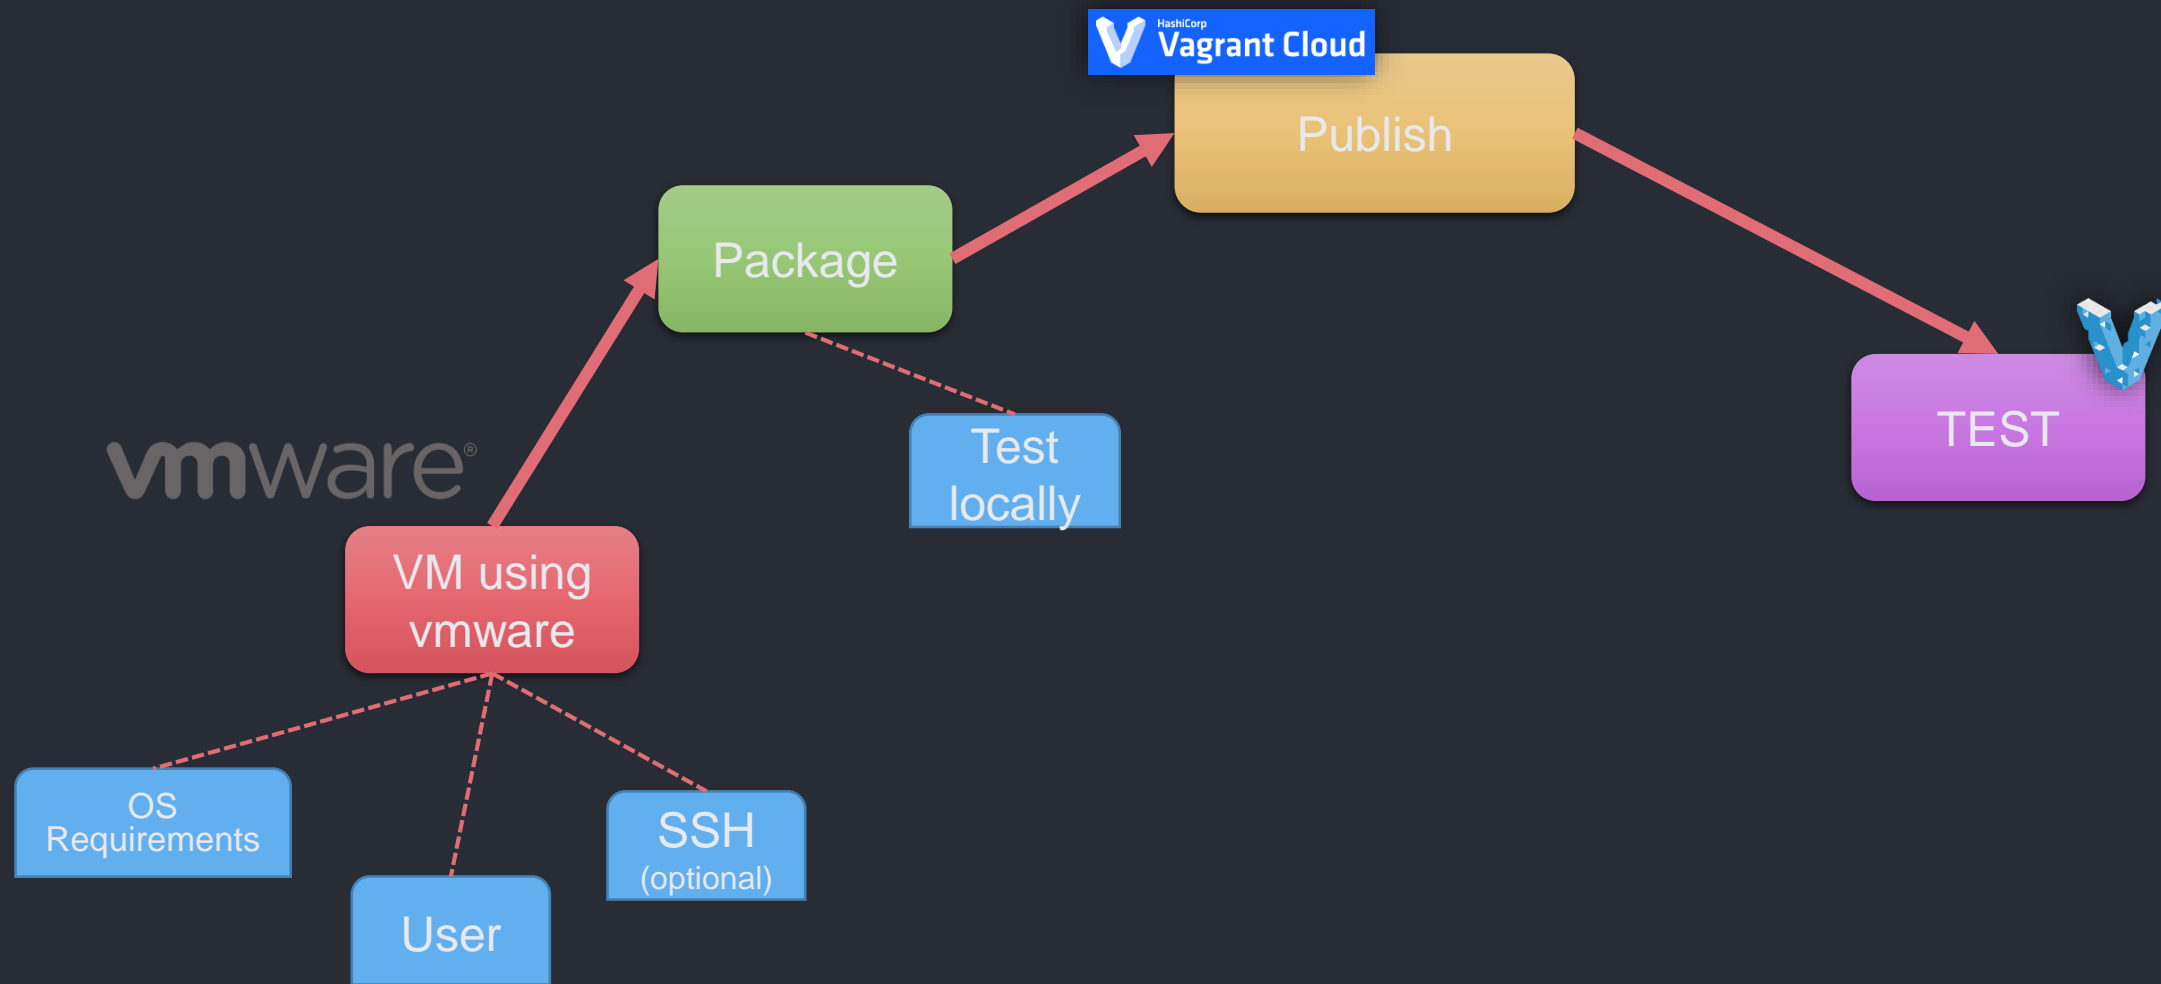 HashiCorp
Vagrant Cloud
Publish
Package
TEST
Test
locally
vmware®
VM using
vmware
OS
Requirements
SSH
(optional)
User